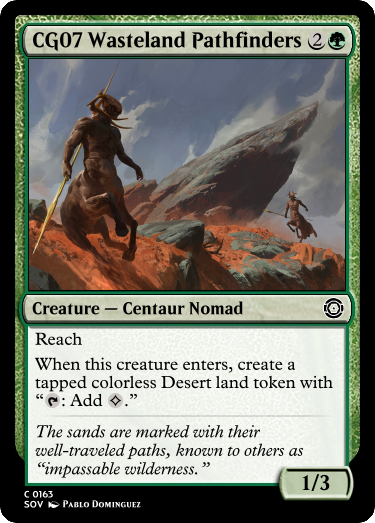 CG07 Wasteland Pathfinders 2
Creature — Centaur Nomad
Reach
When this creature enters, create a
tapped colorless Desert land token with
“: Add .”
The sands are marked with their
well-traveled paths, known to others as
“impassable wilderness.”
1/3
C 0163
SOV Pablo Dominguez